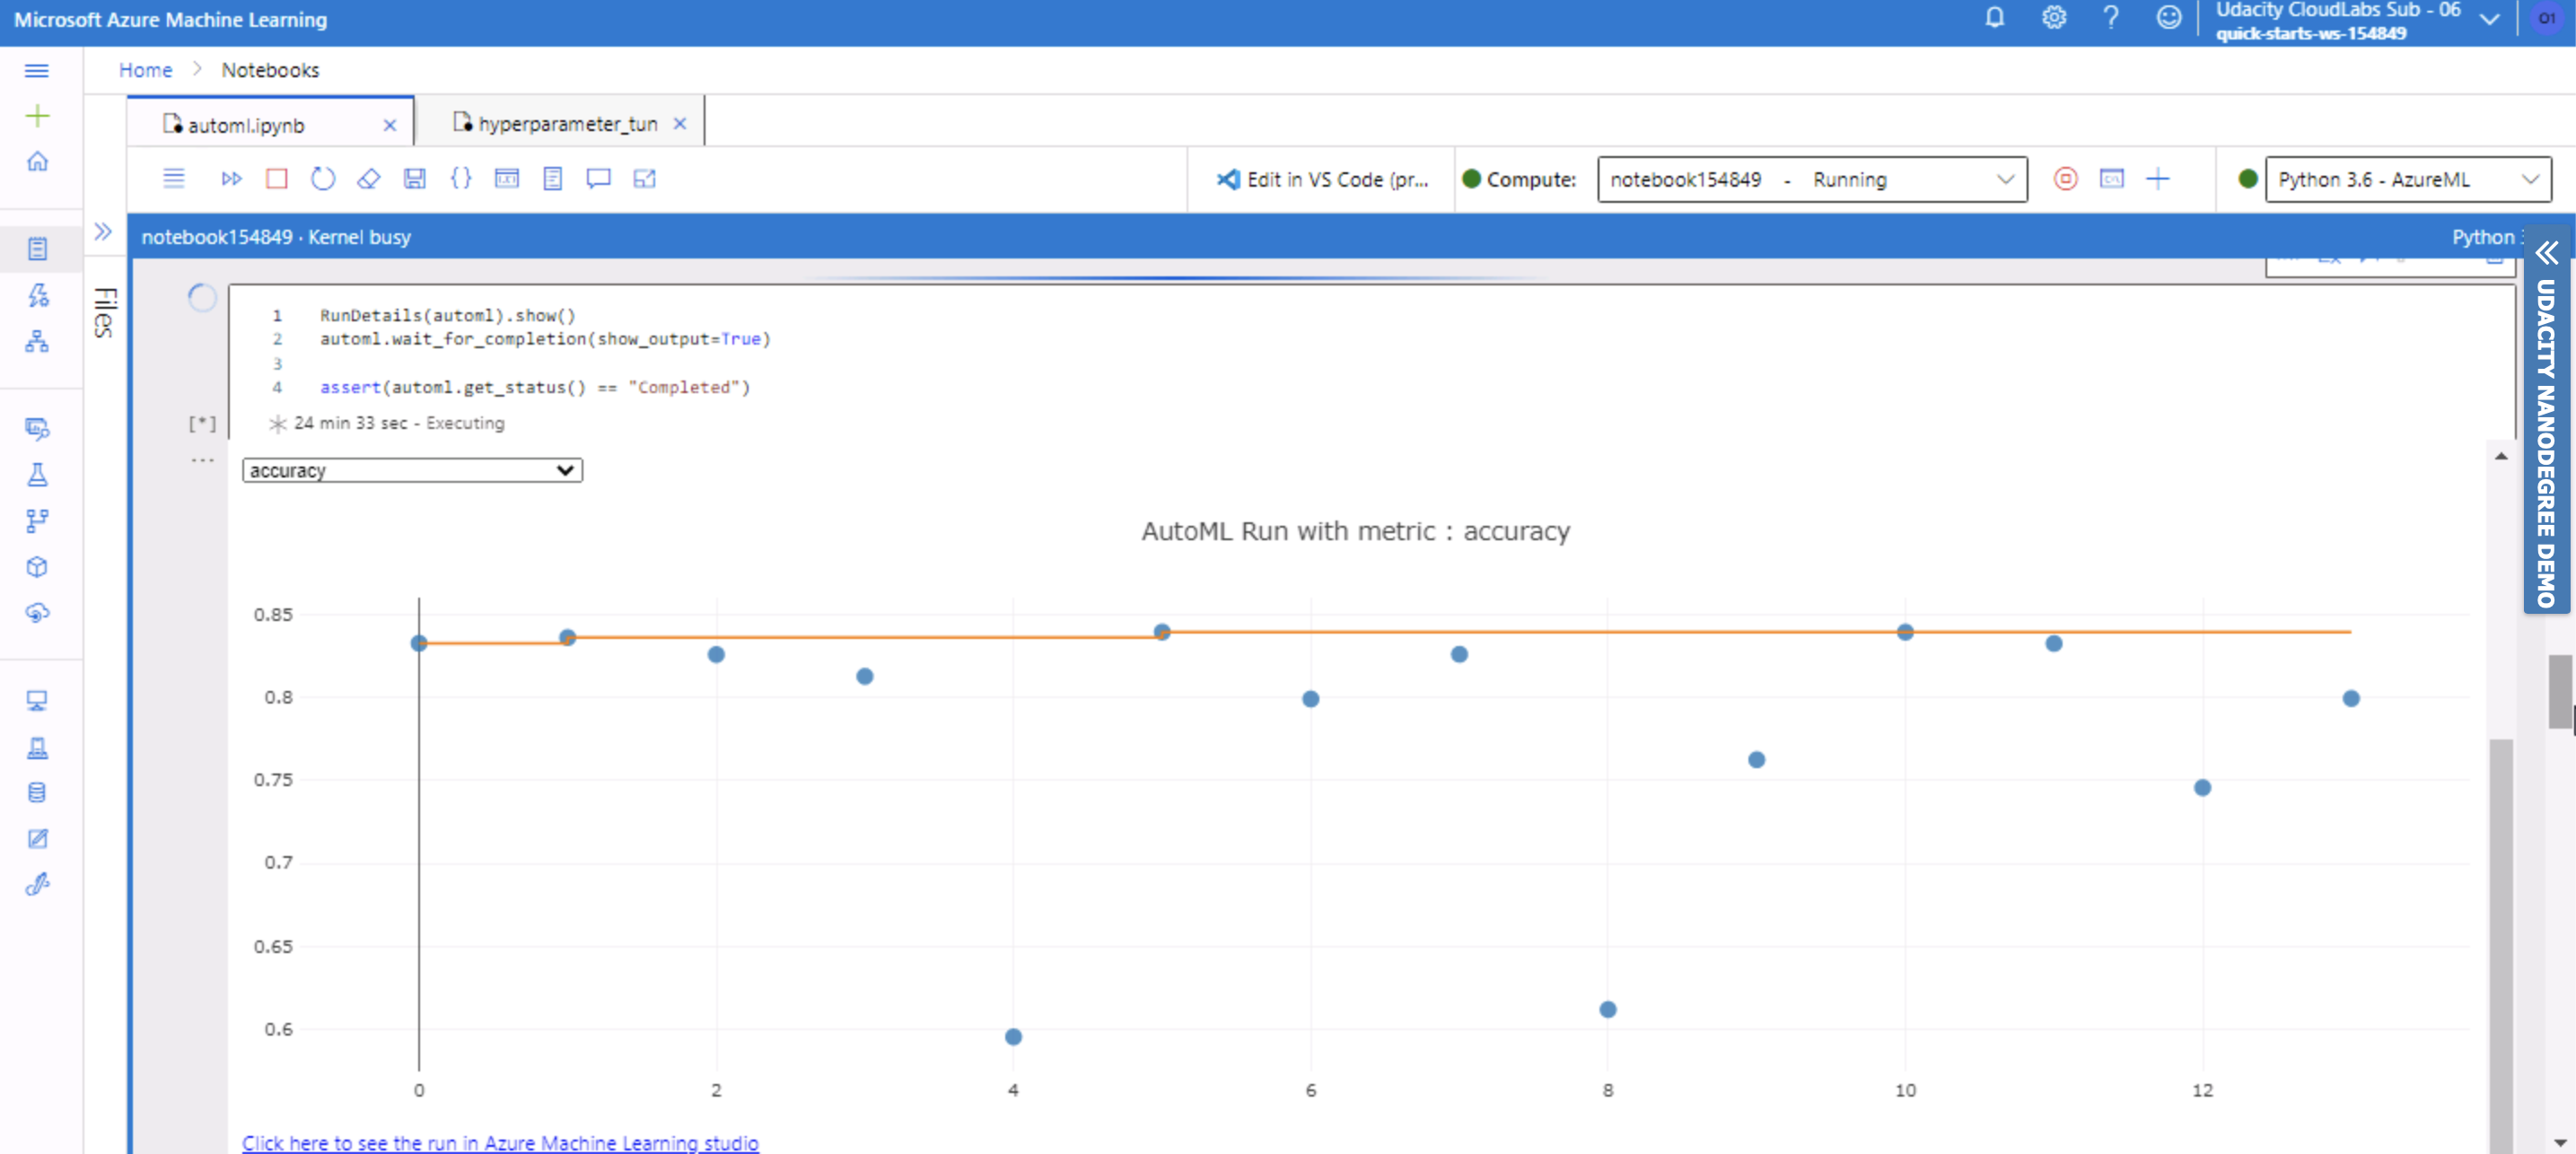 Microsoft Azure Machine Learning
Udacity CloudLabs Sub - 06
quick-starts-ws-154849
O1
Home > Notebooks
automl.ipynb
hyperparameter_tun
Edit in VS Code (pr...
Compute:
notebook154849 - Running
Python 3.6 - AzureML
notebook154849 · Kernel busy
Python
Files
UDACITY NANODEGREE DEMO
1 RunDetails(automl).show()
2 automl.wait_for_completion(show_output=True)
3
4 assert(automl.get_status() == "Completed")
[*]
24 min 33 sec - Executing
...
accuracy
AutoML Run with metric : accuracy
0.85
0.8
0.75
0.7
0.65
0.6
0 2 4 6 8 10 12
Click here to see the run in Azure Machine Learning studio